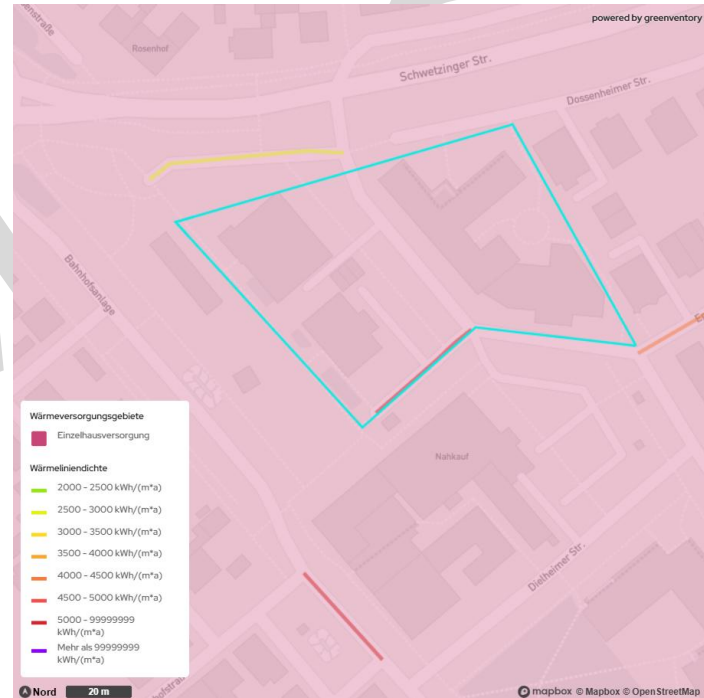 powered by greenventory
Rosenhof
Schwetzinger Str.
Dossenheimer Str.
Bahnhofsanlage
Nahkauf
Dielheimer Str.
Wärmeversorgungsgebiete
Einzelhausversorgung
Wärmeliniendichte
2000 - 2500 kWh/(m*a)
2500 - 3000 kWh/(m*a)
3000 - 3500 kWh/(m*a)
3500 - 4000 kWh/(m*a)
4000 - 4500 kWh/(m*a)
4500 - 5000 kWh/(m*a)
5000 - 99999999
kWh/(m*a)
Mehr als 99999999
kWh/(m*a)
Nord
20 m
mapbox © Mapbox © OpenStreetMap